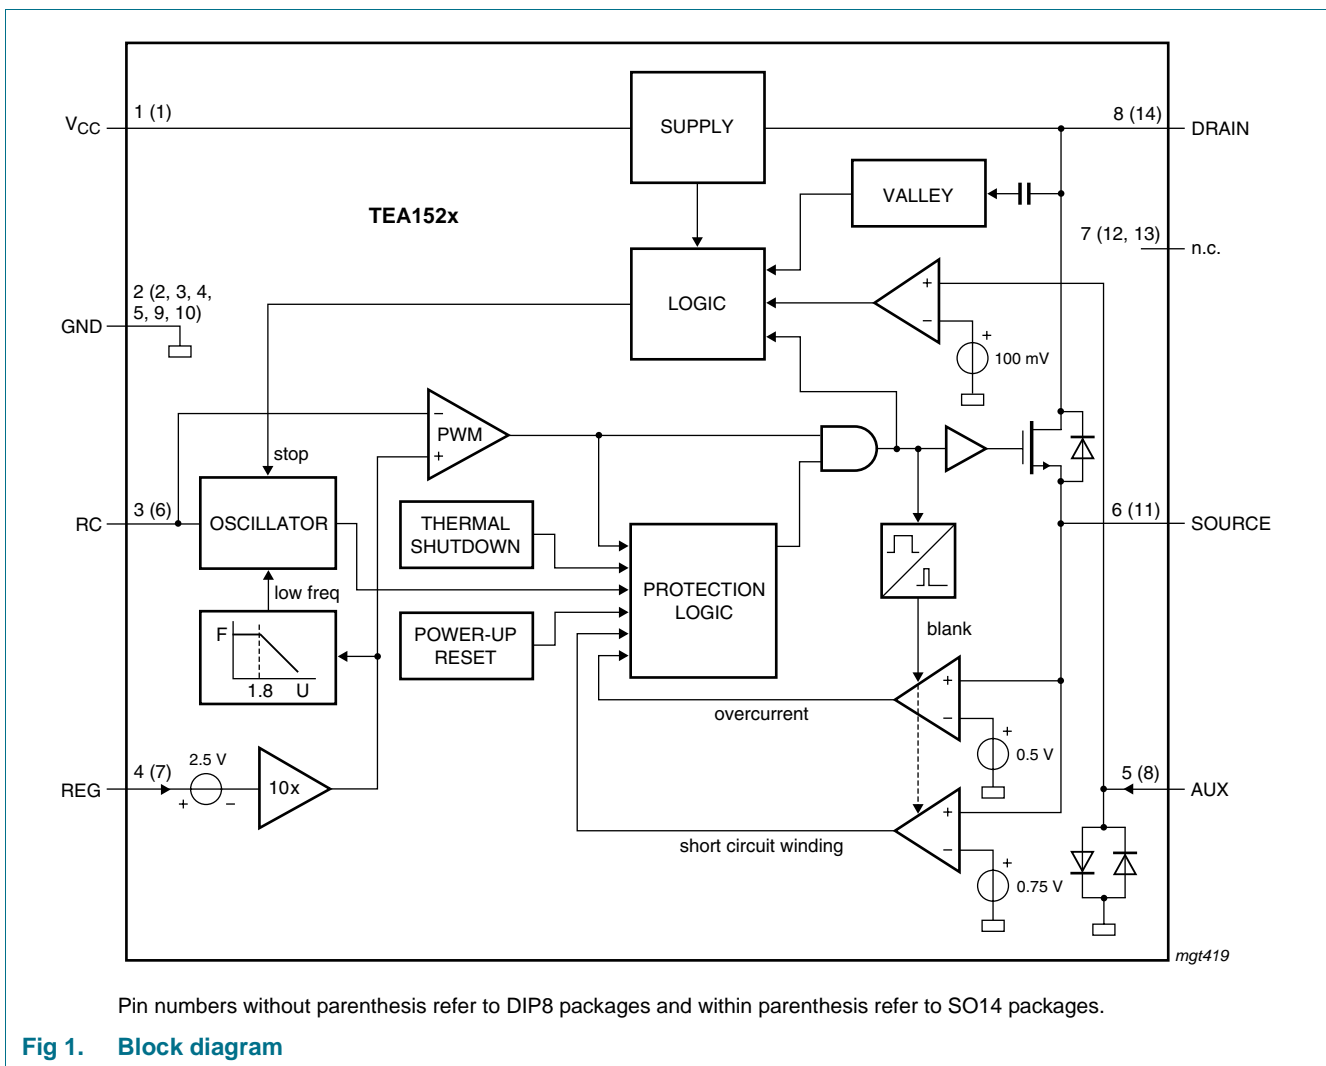 1 (1)
V_CC
SUPPLY
8 (14)
DRAIN
VALLEY
TEA152x
7 (12, 13)
n.c.
2 (2, 3, 4,
5, 9, 10)
GND
LOGIC
+
−
+
100 mV
−
PWM
+
stop
3 (6)
RC
OSCILLATOR
THERMAL
SHUTDOWN
6 (11)
SOURCE
PROTECTION
LOGIC
low freq
F
1.8 U
POWER-UP
RESET
blank
+
−
+
0.5 V
overcurrent
4 (7)
REG
2.5 V
+ −
10x
5 (8)
AUX
+
−
+
0.75 V
short circuit winding
mgt419
Pin numbers without parenthesis refer to DIP8 packages and within parenthesis refer to SO14 packages.
Fig 1. Block diagram